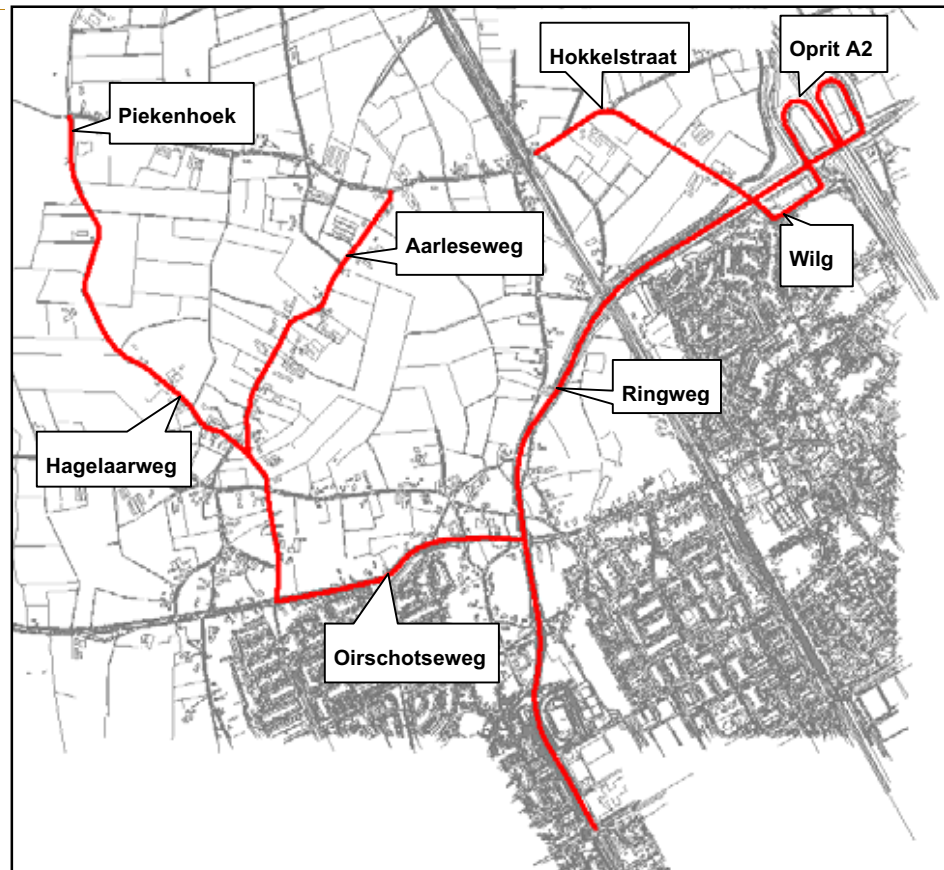 Hokkelstraat
Oprit A2
Piekenhoek
Aarleseweg
Wilg
Ringweg
Hagelaarweg
Oirschotseweg